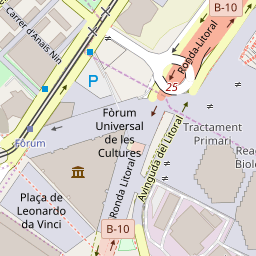 Carrer d'Anaïs Nin
B-10
Ronda Litoral
B-10
P
25
Fòrum
Universal
de les
Cultures
Avinguda del Litoral
Tractament
Primari
Fòrum
Ronda Litoral
Plaça de
Leonardo
da Vinci
B-10